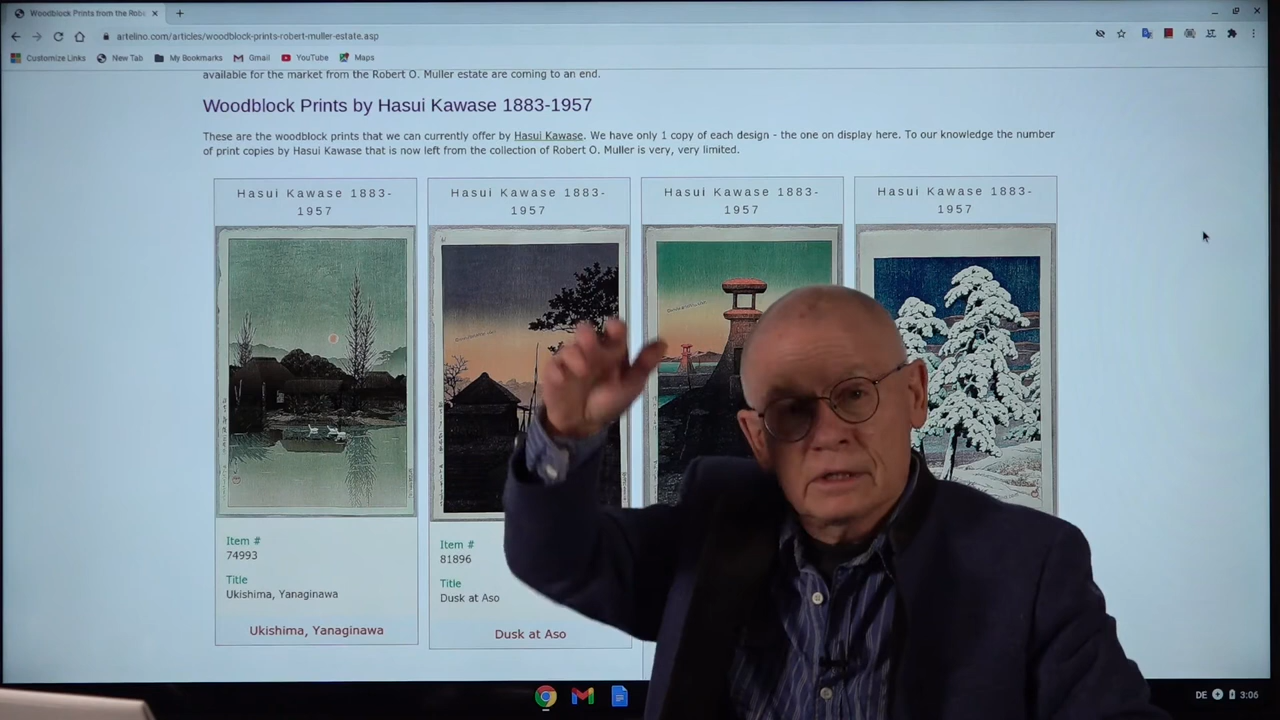 Woodblock Prints from the Robe
artelino.com/articles/woodblock-prints-robert-muller-estate.asp
Customize Links
New Tab
My Bookmarks
Gmail
YouTube
Maps
available for the market from the Robert O. Muller estate are coming to an end.
Woodblock Prints by Hasui Kawase 1883-1957
These are the woodblock prints that we can currently offer by Hasui Kawase. We have only 1 copy of each design - the one on display here. To our knowledge the number
of print copies by Hasui Kawase that is now left from the collection of Robert O. Muller is very, very limited.
Hasui Kawase 1883-
1957
Hasui Kawase 1883-
1957
Hasui Kawase 1883-
1957
Hasui Kawase 1883-
1957
Item #
74993
Title
Ukishima, Yanaginawa
Ukishima, Yanaginawa
Item #
81896
Title
Dusk at Aso
Dusk at Aso
DE
3:06